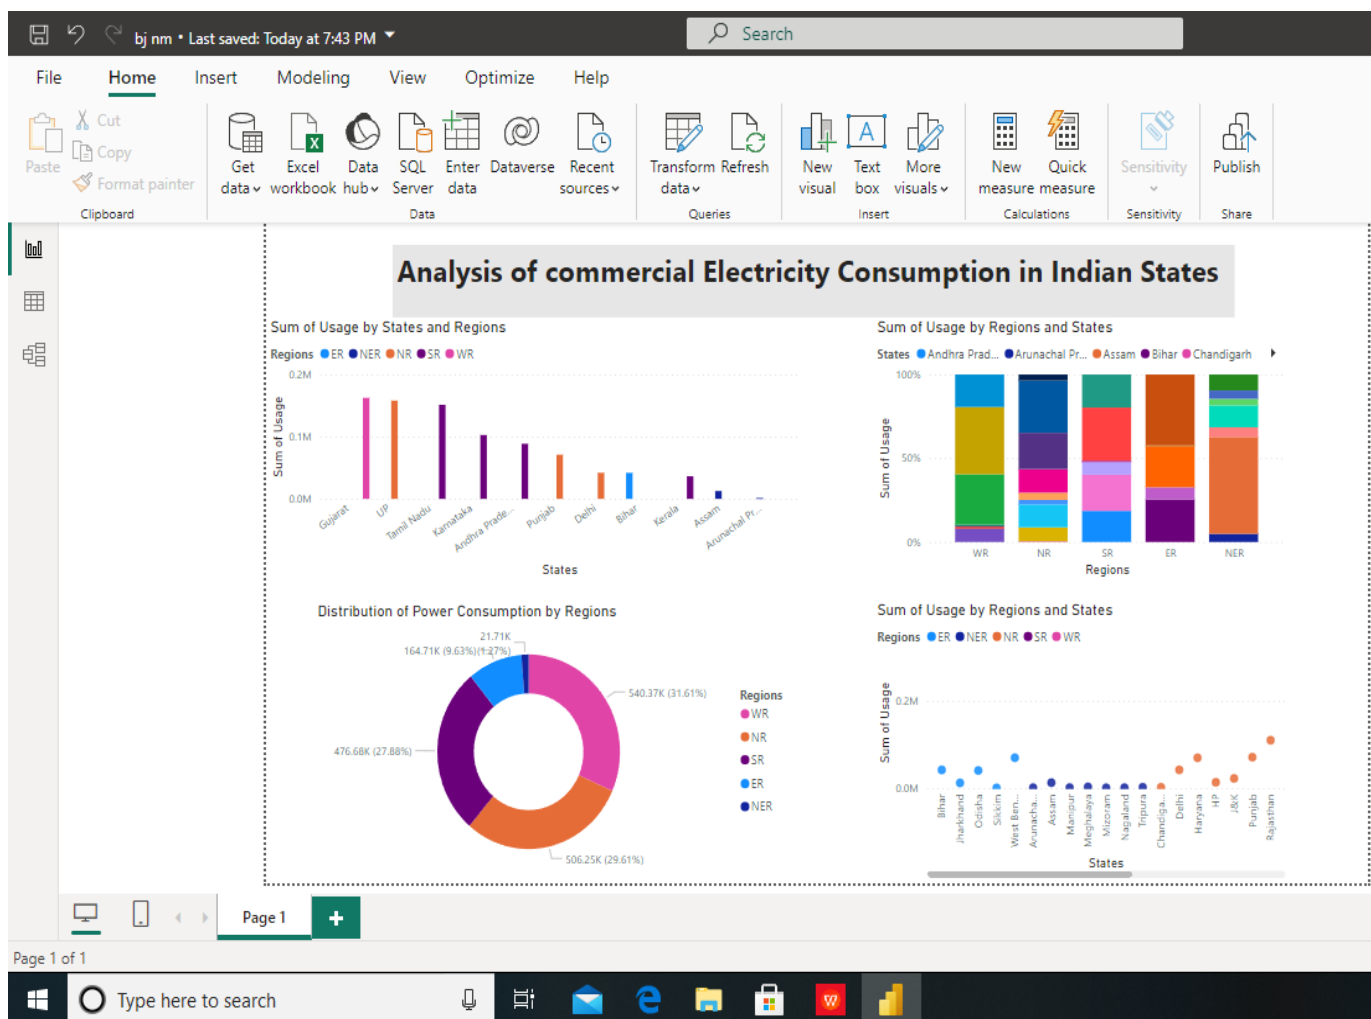 bj nm • Last saved: Today at 7:43 PM
Search
File Home Insert Modeling View Optimize Help
Paste
Cut
Copy
Format painter
Clipboard
Get data
Excel workbook
Data hub
SQL Server
Enter data
Dataverse
Recent sources
Data
Transform data
Refresh
Queries
New visual
Text box
More visuals
Insert
New measure
Quick measure
Calculations
Sensitivity
Sensitivity
Publish
Share
Analysis of commercial Electricity Consumption in Indian States
Sum of Usage by States and Regions
Regions ER NER NR SR WR
0.2M
0.1M
0.0M
Sum of Usage
Gujarat
UP
Tamil Nadu
Karnataka
Andhra Prade...
Punjab
Delhi
Bihar
Kerala
Assam
Arunachal Pr...
States
Sum of Usage by Regions and States
States Andhra Prad... Arunachal Pr... Assam Bihar Chandigarh
100%
50%
0%
Sum of Usage
WR NR SR ER NER
Regions
Distribution of Power Consumption by Regions
21.71K
(1.27%)
164.71K (9.63%)
540.37K (31.61%)
476.68K (27.88%)
506.25K (29.61%)
Regions
WR
NR
SR
ER
NER
Sum of Usage by Regions and States
Regions ER NER NR SR WR
0.2M
0.0M
Sum of Usage
Bihar
Jharkhand
Odisha
Sikkim
West Ben...
Arunacha...
Assam
Manipur
Meghalaya
Mizoram
Nagaland
Tripura
Chandiga...
Delhi
Haryana
HP
J&K
Punjab
Rajasthan
States
Page 1
+
Page 1 of 1
Type here to search